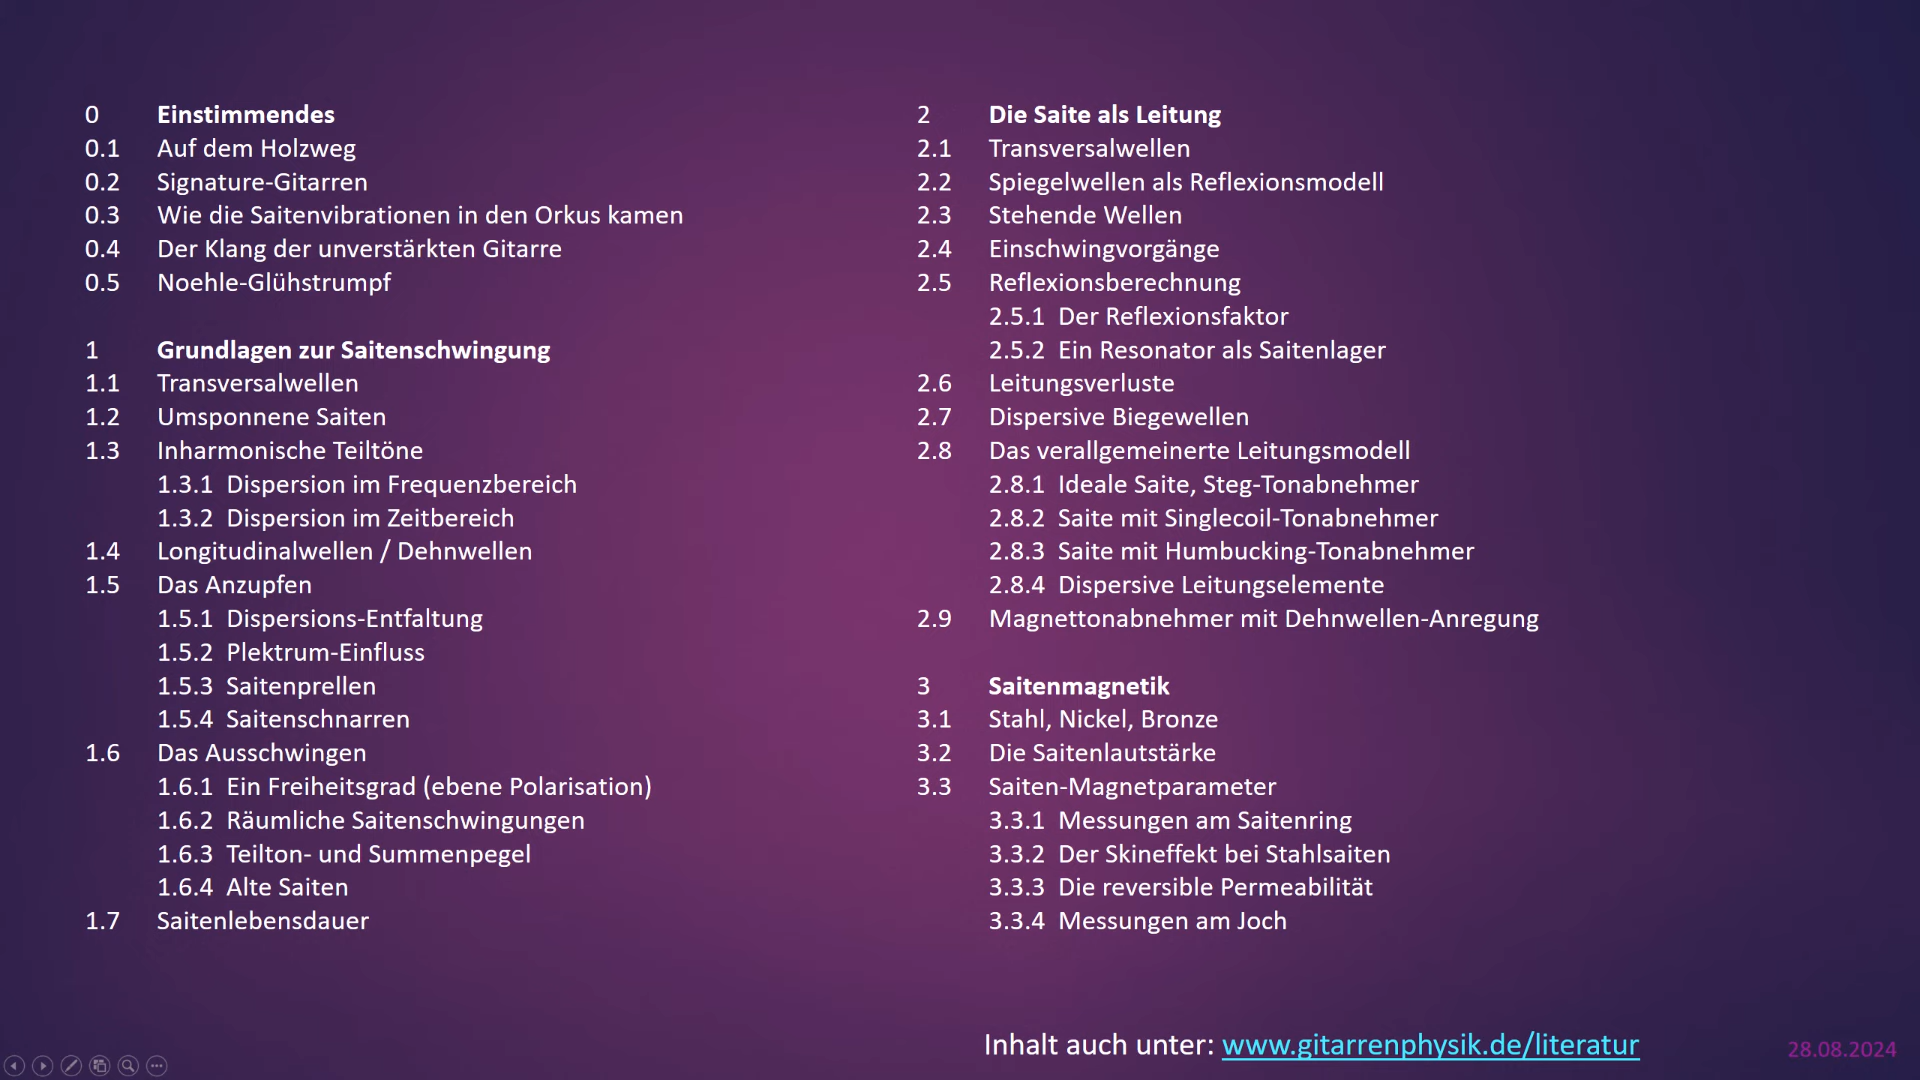 0 Einstimmendes
0.1 Auf dem Holzweg
0.2 Signature-Gitarren
0.3 Wie die Saitenvibrationen in den Orkus kamen
0.4 Der Klang der unverstärkten Gitarre
0.5 Noehle-Glühstrumpf
1 Grundlagen zur Saitenschwingung
1.1 Transversalwellen
1.2 Umsponnene Saiten
1.3 Inharmonische Teiltöne
1.3.1 Dispersion im Frequenzbereich
1.3.2 Dispersion im Zeitbereich
1.4 Longitudinalwellen / Dehnwellen
1.5 Das Anzupfen
1.5.1 Dispersions-Entfaltung
1.5.2 Plektrum-Einfluss
1.5.3 Saitenprellen
1.5.4 Saitenschnarren
1.6 Das Ausschwingen
1.6.1 Ein Freiheitsgrad (ebene Polarisation)
1.6.2 Räumliche Saitenschwingungen
1.6.3 Teilton- und Summenpegel
1.6.4 Alte Saiten
1.7 Saitenlebensdauer
2 Die Saite als Leitung
2.1 Transversalwellen
2.2 Spiegelwellen als Reflexionsmodell
2.3 Stehende Wellen
2.4 Einschwingvorgänge
2.5 Reflexionsberechnung
2.5.1 Der Reflexionsfaktor
2.5.2 Ein Resonator als Saitenlager
2.6 Leitungsverluste
2.7 Dispersive Biegewellen
2.8 Das verallgemeinerte Leitungsmodell
2.8.1 Ideale Saite, Steg-Tonabnehmer
2.8.2 Saite mit Singlecoil-Tonabnehmer
2.8.3 Saite mit Humbucking-Tonabnehmer
2.8.4 Dispersive Leitungselemente
2.9 Magnettonabnehmer mit Dehnwellen-Anregung
3 Saitenmagnetik
3.1 Stahl, Nickel, Bronze
3.2 Die Saitenlautstärke
3.3 Saiten-Magnetparameter
3.3.1 Messungen am Saitenring
3.3.2 Der Skineffekt bei Stahlsaiten
3.3.3 Die reversible Permeabilität
3.3.4 Messungen am Joch
Inhalt auch unter: www.gitarrenphysik.de/literatur
28.08.2024